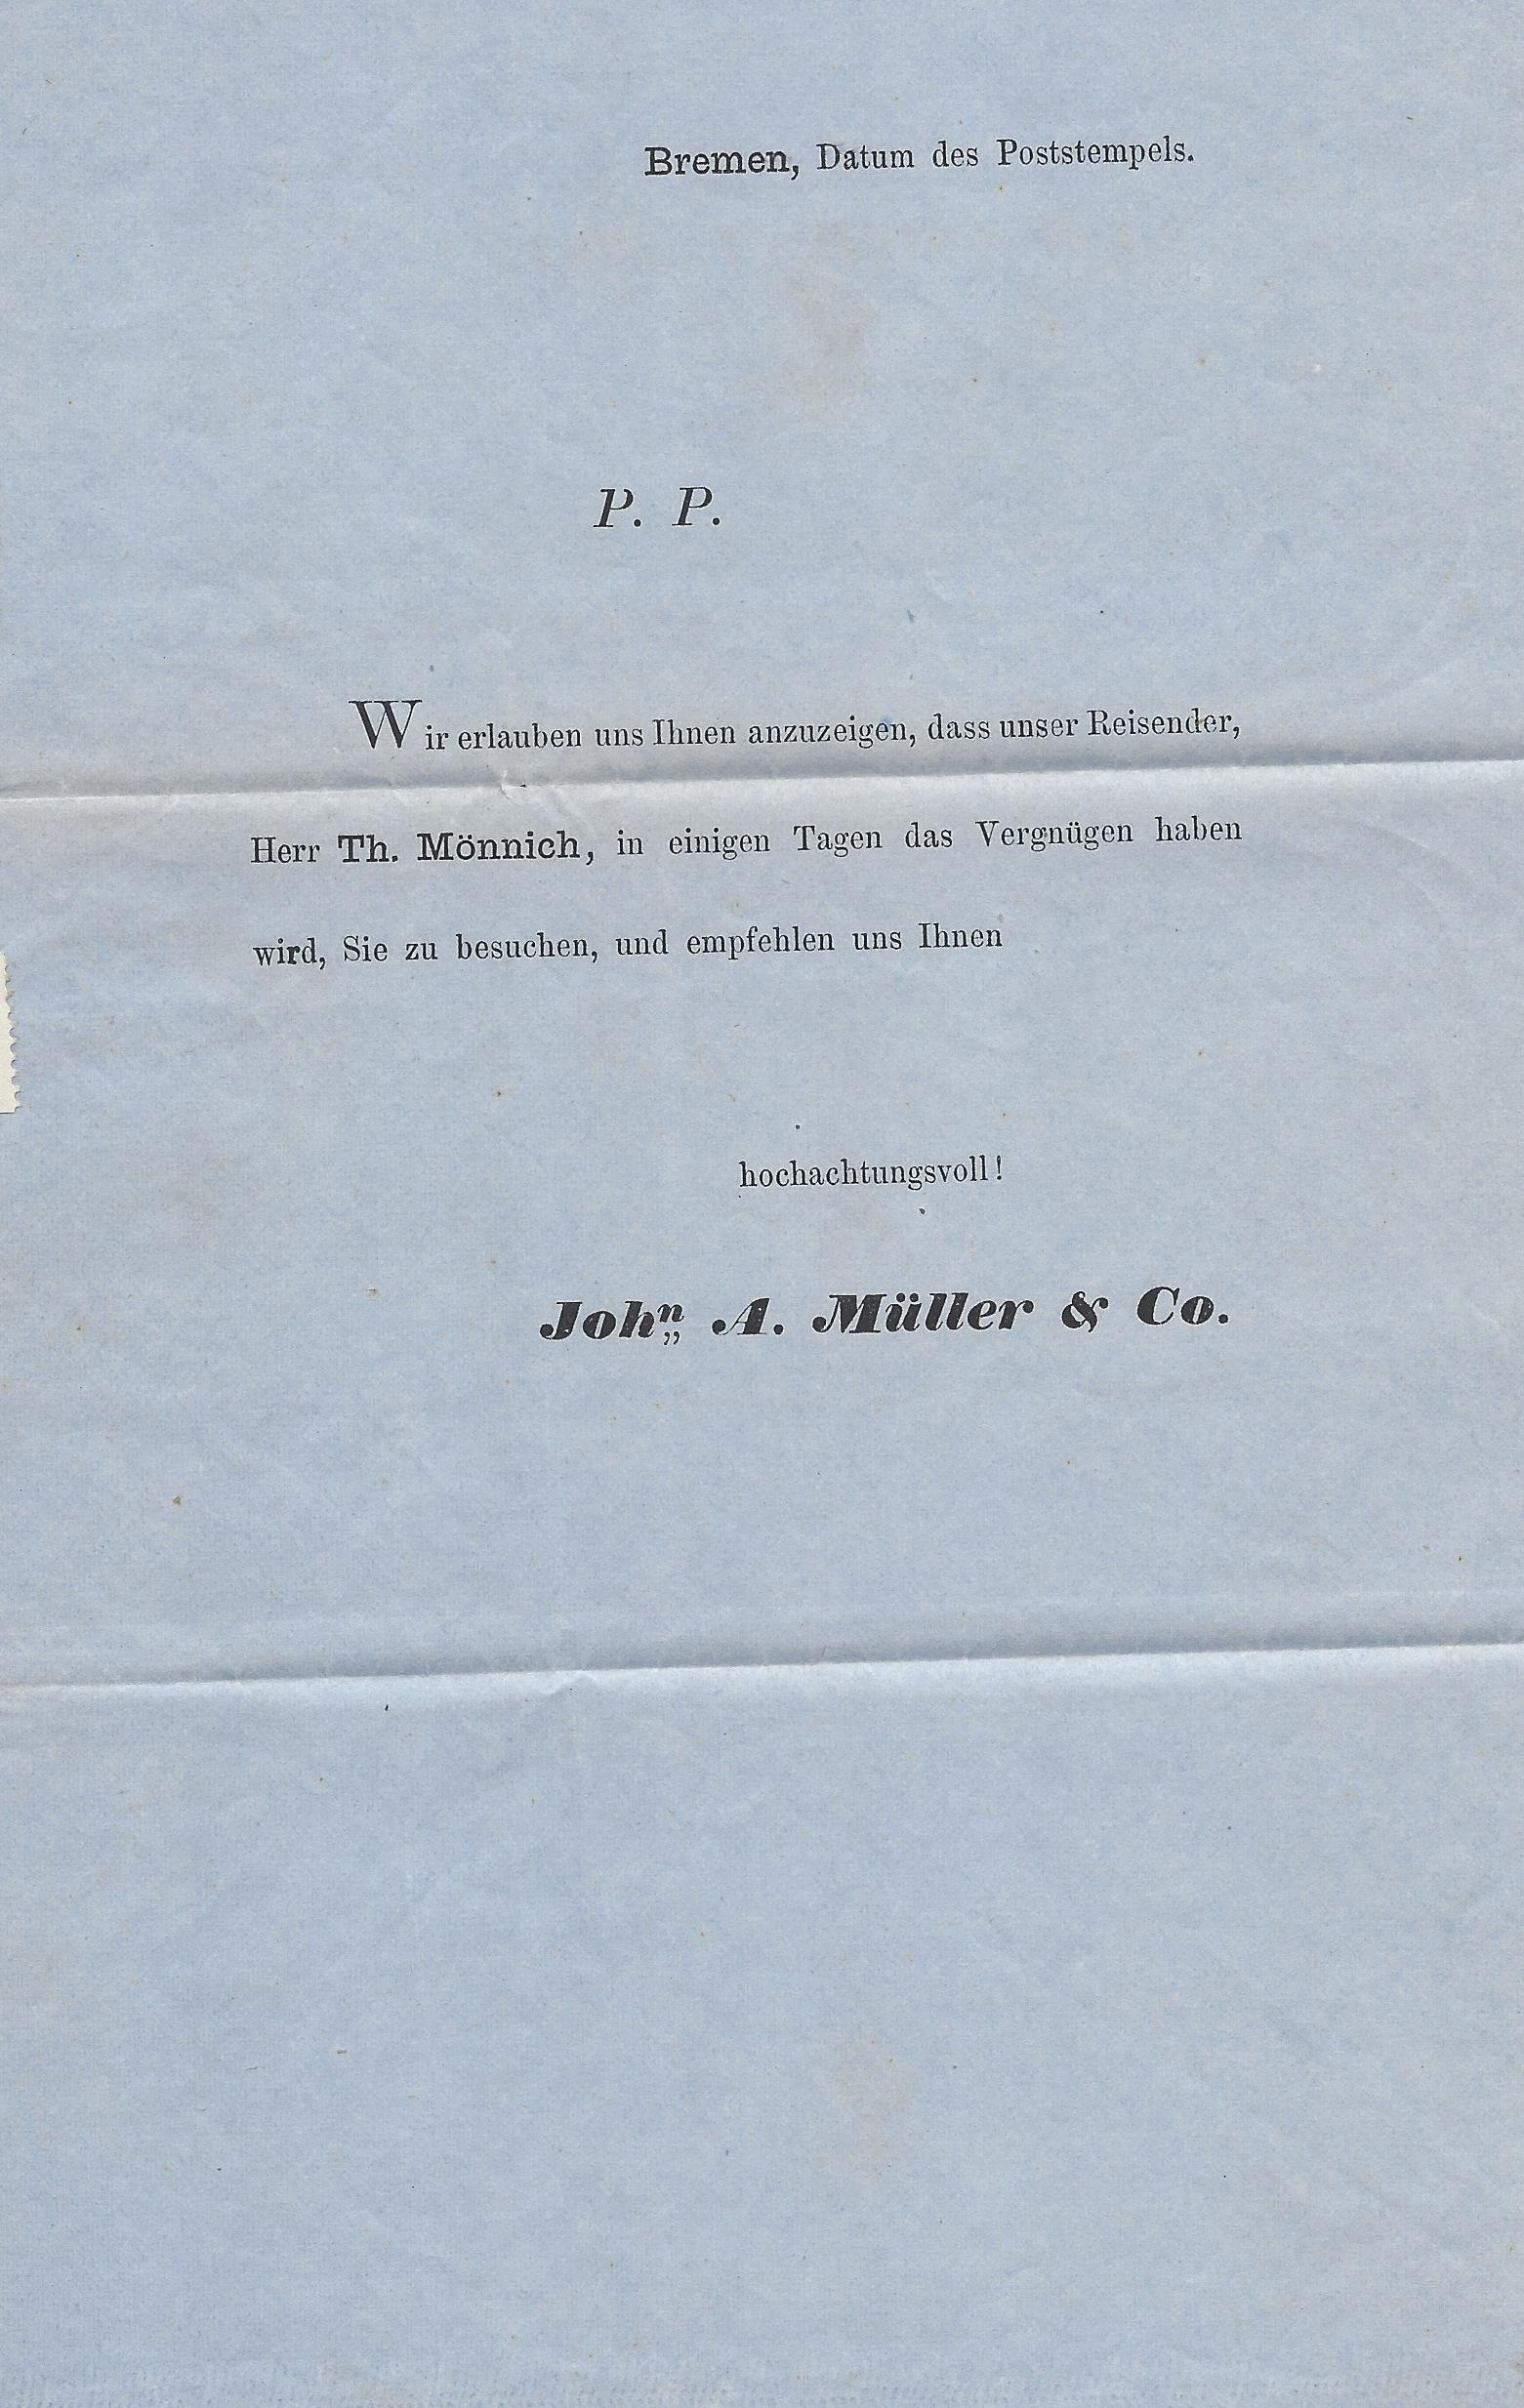 Bremen, Datum des Poststempels.
P. P.
Wir erlauben uns Ihnen anzuzeigen, dass unser Reisender,
Herr Th. Mönnich, in einigen Tagen das Vergnügen haben
wird, Sie zu besuchen, und empfehlen uns Ihnen
hochachtungsvoll!
Johⁿ„ A. Müller & Co.